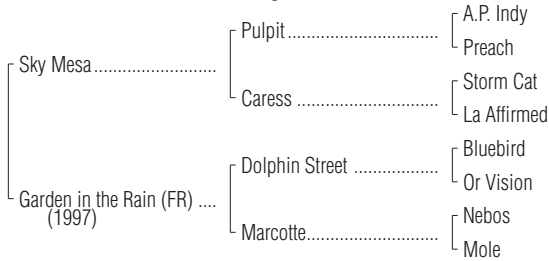 A.P. Indy
Pulpit.......................................
Preach
Sky Mesa..........................
Storm Cat
Caress ....................................
La Affirmed
Bluebird
Dolphin Street .....................
Or Vision
Garden in the Rain (FR) ....
(1997)
Nebos
Marcotte..................................
Mole